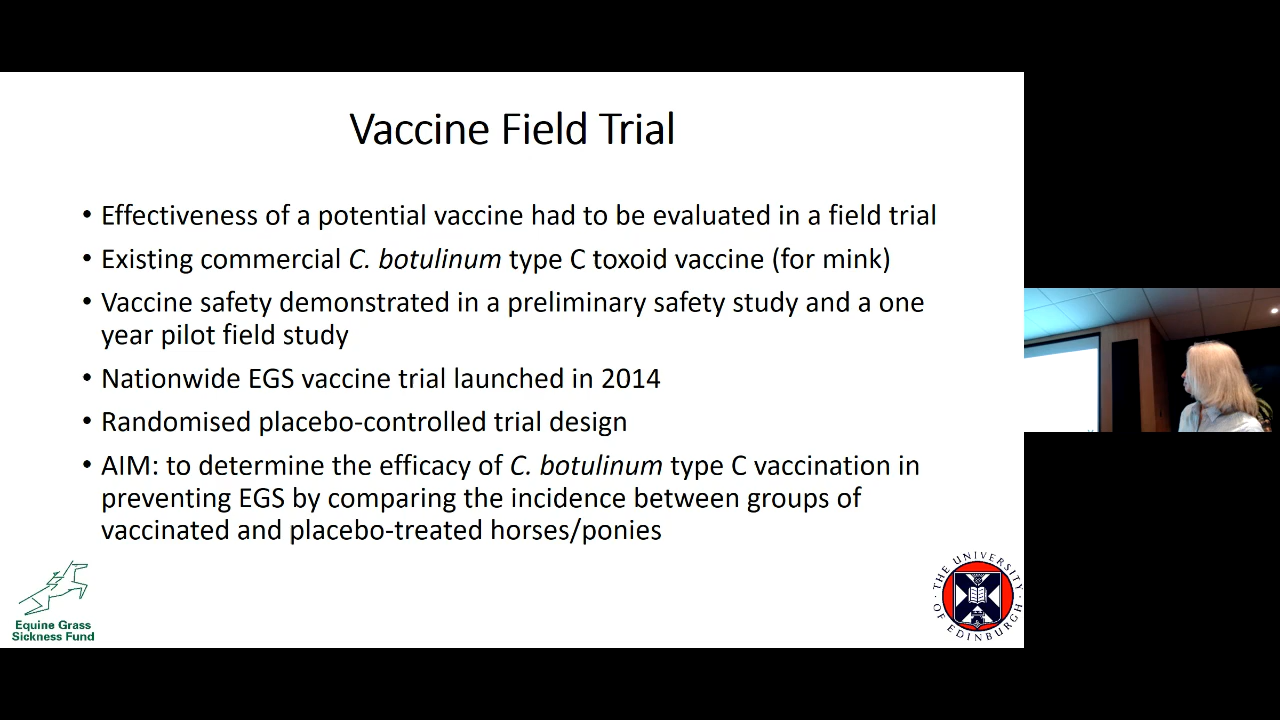 Vaccine Field Trial
• Effectiveness of a potential vaccine had to be evaluated in a field trial
• Existing commercial C. botulinum type C toxoid vaccine (for mink)
• Vaccine safety demonstrated in a preliminary safety study and a one
year pilot field study
• Nationwide EGS vaccine trial launched in 2014
• Randomised placebo-controlled trial design
• AIM: to determine the efficacy of C. botulinum type C vaccination in
preventing EGS by comparing the incidence between groups of
vaccinated and placebo-treated horses/ponies
Equine Grass
Sickness Fund
THE UNIVERSITY
OF EDINBURGH